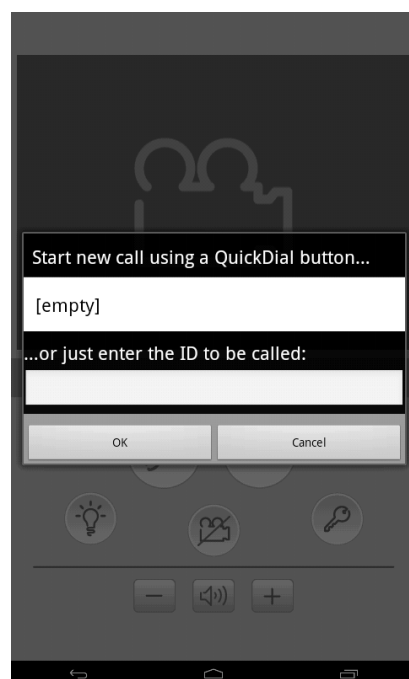 Start new call using a QuickDial button...
[empty]
...or just enter the ID to be called:
OK
Cancel